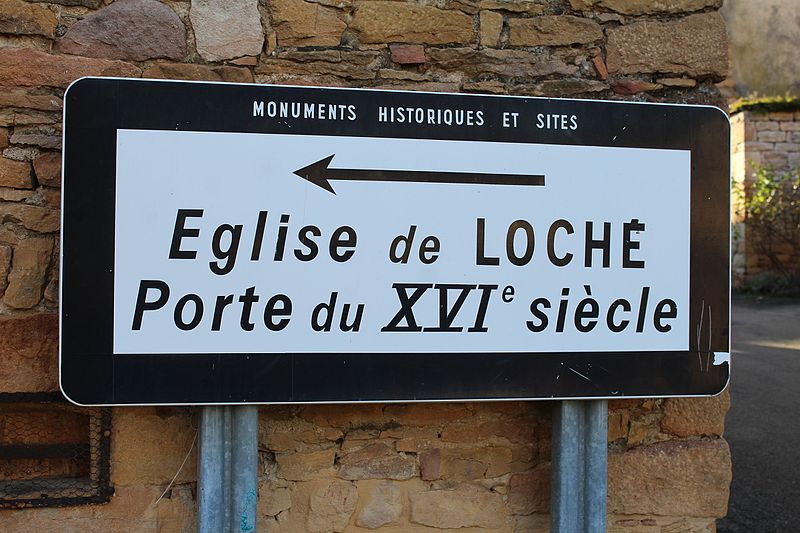 MONUMENTS HISTORIQUES ET SITES
Eglise de LOCHÉ
Porte du XVIe siècle